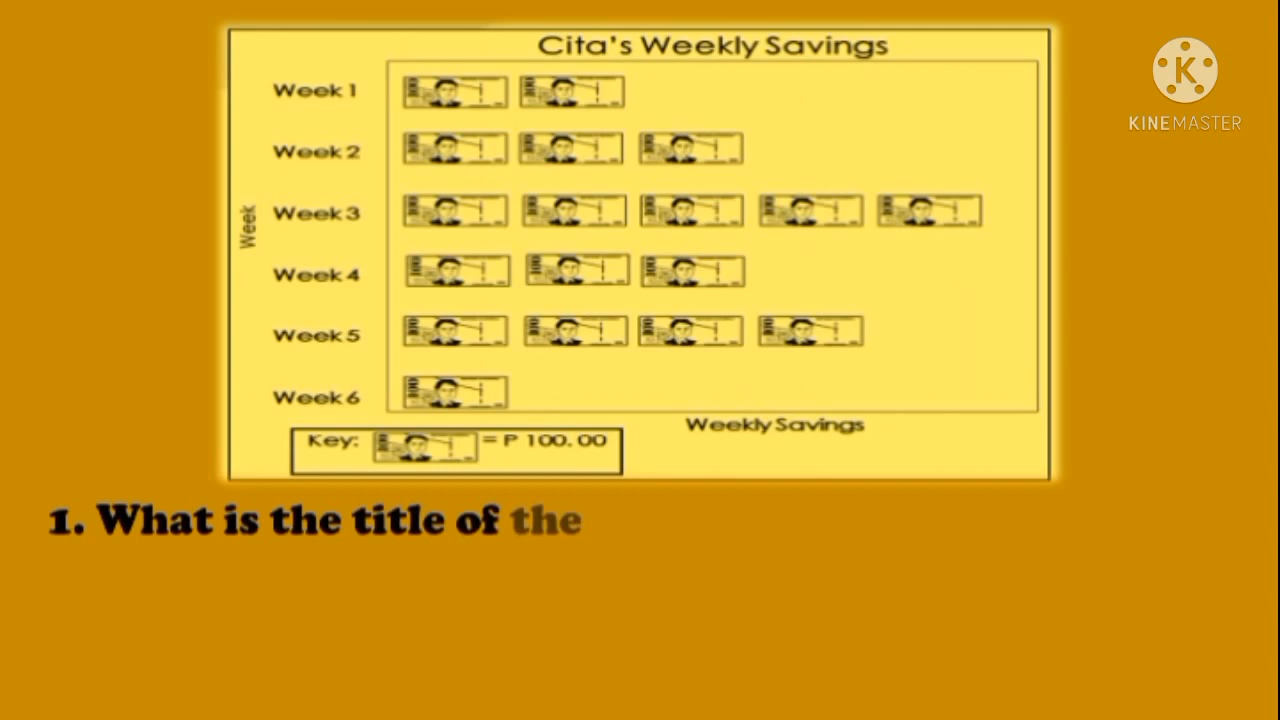 Cita's Weekly Savings
Week 1
Week 2
Week 3
Week 4
Week 5
Week 6
Week
Weekly Savings
Key: = P 100.00
1. What is the title of the
K
KINEMASTER